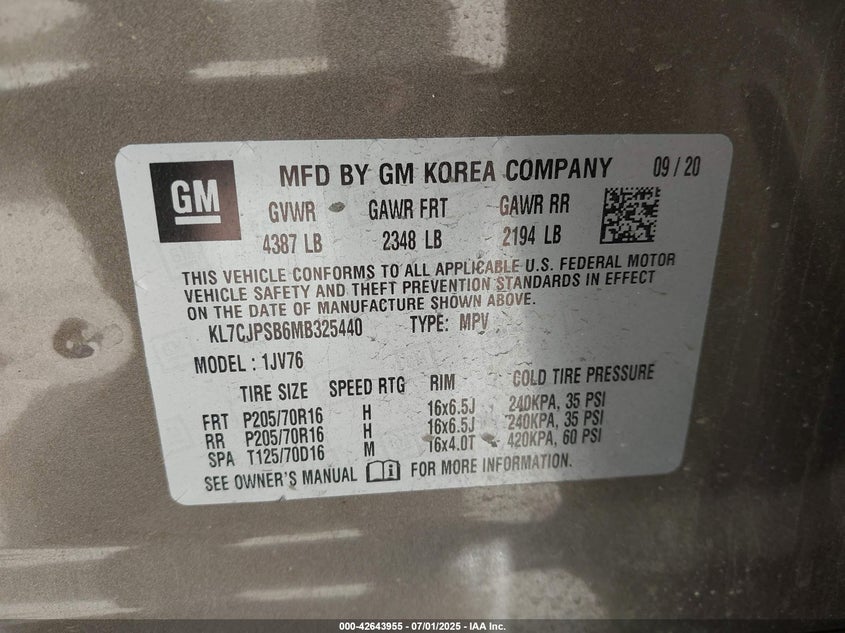 GM
MFD BY GM KOREA COMPANY 09/20
GVWR GAWR FRT GAWR RR
4387 LB 2348 LB 2194 LB
THIS VEHICLE CONFORMS TO ALL APPLICABLE U.S. FEDERAL MOTOR
VEHICLE SAFETY AND THEFT PREVENTION STANDARDS IN EFFECT
ON THE DATE OF MANUFACTURE SHOWN ABOVE.
KL7CJPSB6MB325440 TYPE: MPV
MODEL : 1JV76
TIRE SIZE SPEED RTG RIM COLD TIRE PRESSURE
FRT P205/70R16 H 16x6.5J 240KPA, 35 PSI
RR P205/70R16 H 16x6.5J 240KPA, 35 PSI
SPA T125/70D16 M 16x4.0T 420KPA, 60 PSI
SEE OWNER'S MANUAL i FOR MORE INFORMATION.
000-42643955 - 07/01/2025 - IAA Inc.